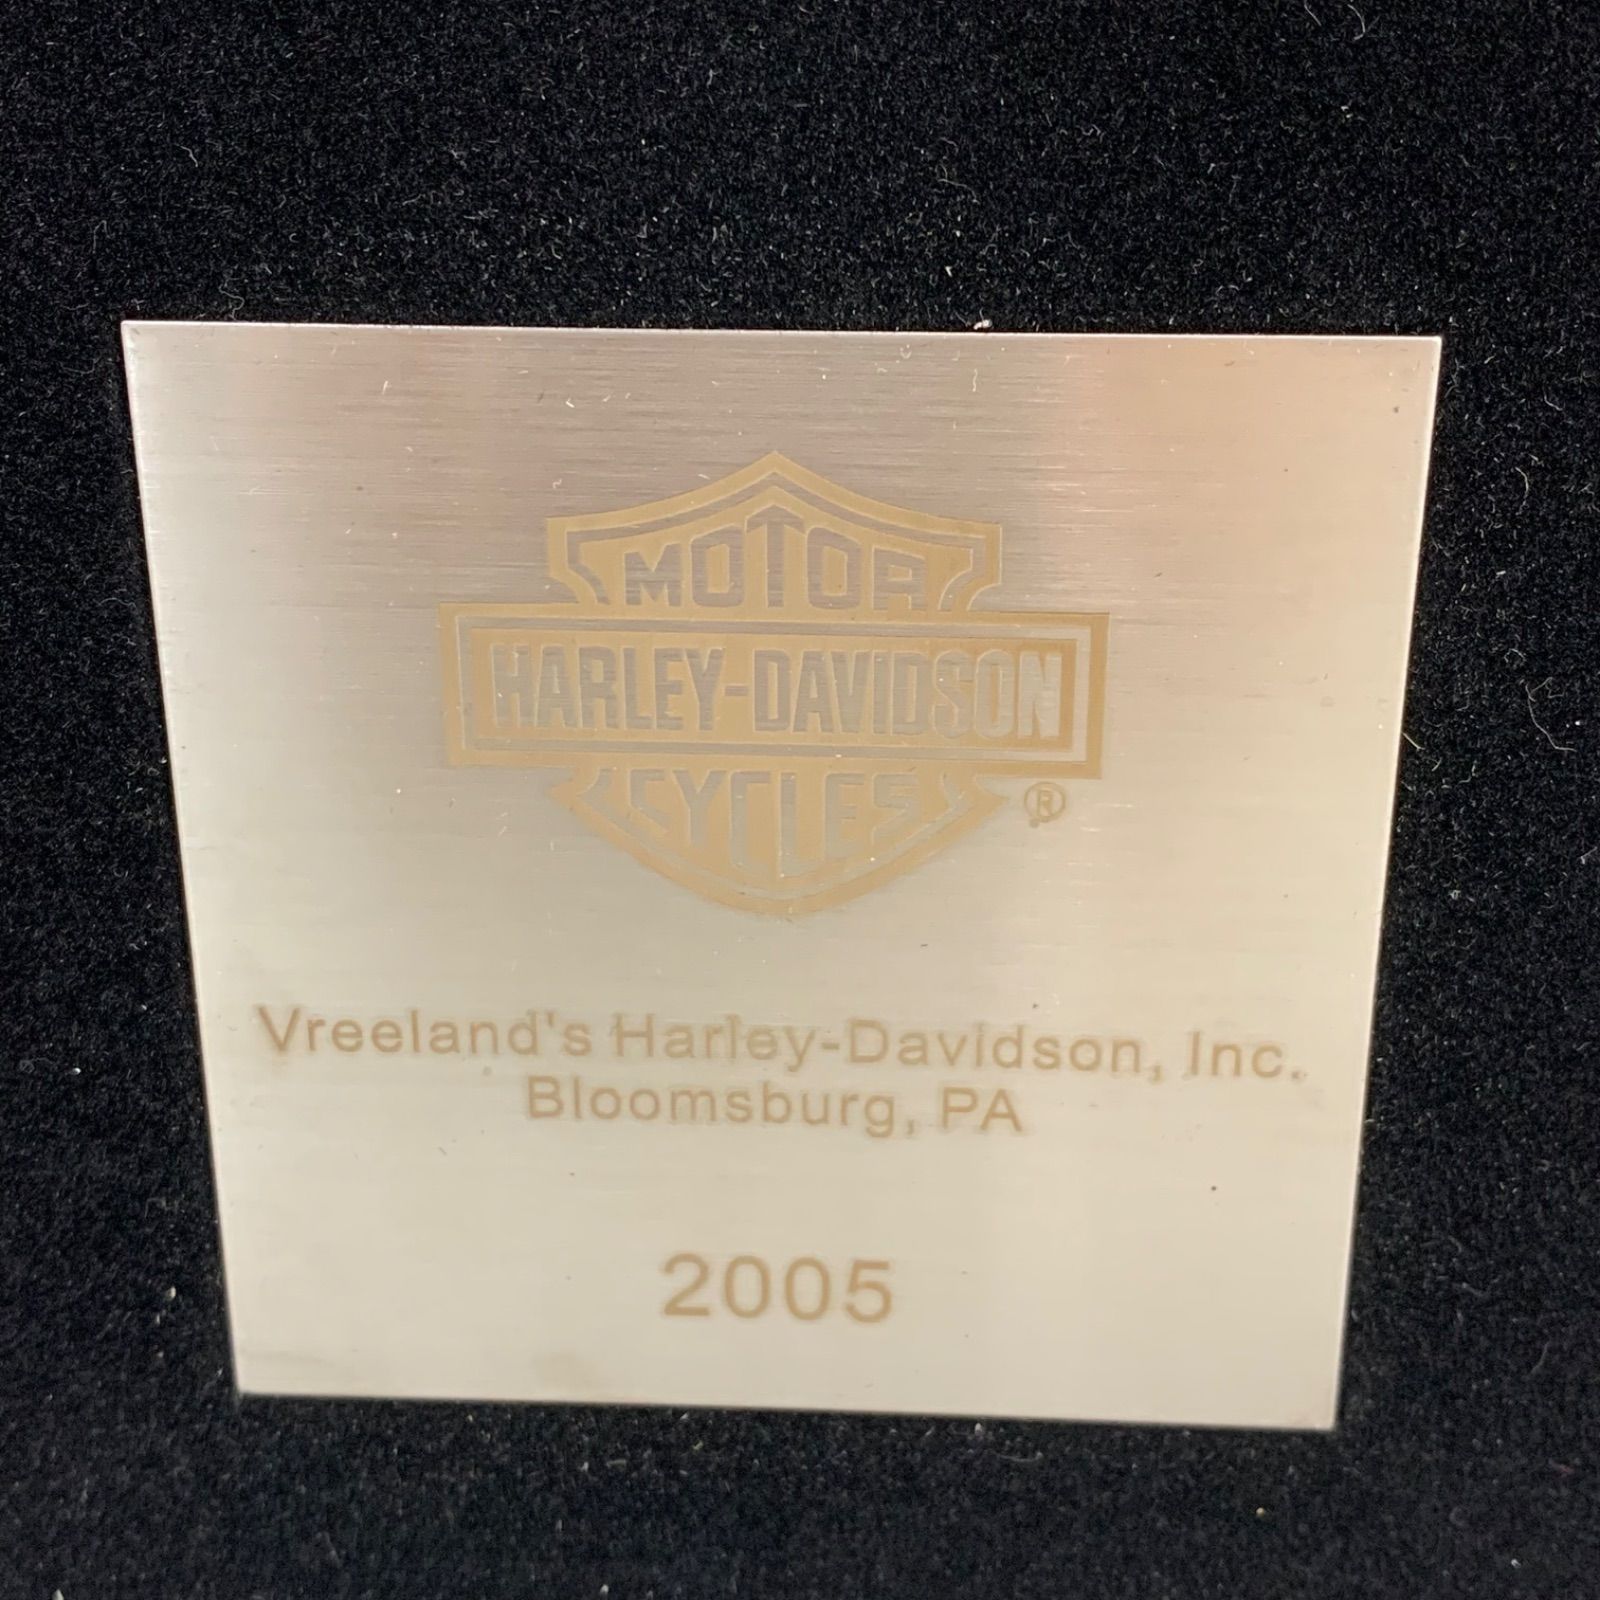 MOTOR
HARLEY-DAVIDSON
CYCLES
®
Vreeland's Harley-Davidson, Inc.
Bloomsburg, PA
2005